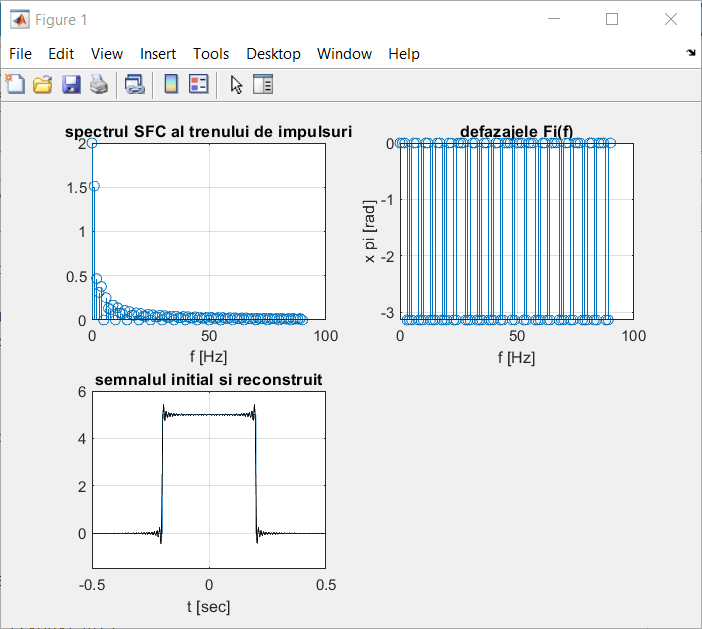 Figure 1
File Edit View Insert Tools Desktop Window Help
spectrul SFC al trenului de impulsuri
2
1.5
1
0.5
0
0 50 100
f [Hz]
defazajele Fi(f)
x pi [rad]
0
-1
-2
-3
0 50 100
f [Hz]
semnalul initial si reconstruit
6
4
2
0
-0.5 0 0.5
t [sec]